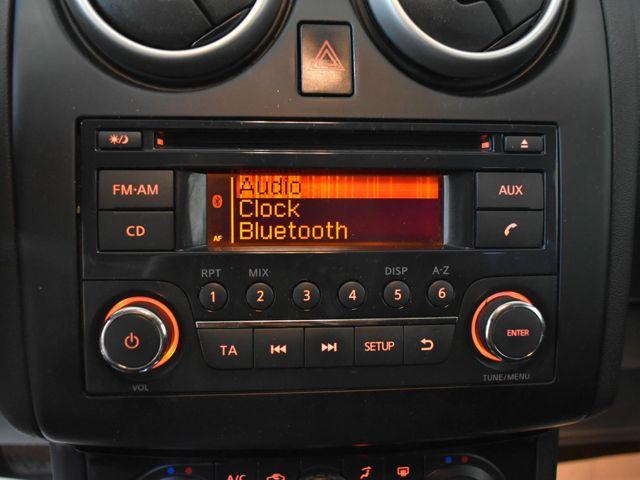 FM·AM
CD
Audio
Clock
Bluetooth
AF
AUX
RPT MIX DISP A-Z
1 2 3 4 5 6
TA SETUP
ENTER
VOL
TUNE/MENU
A/C